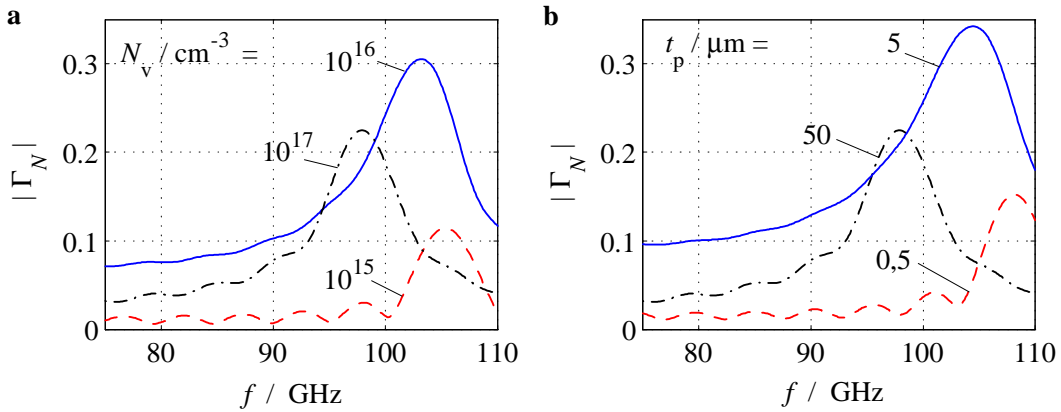 a
N_v / cm^-3 =
10^16
10^17
10^15
0.3
0.2
0.1
0
80 90 100 110
f / GHz
| Γ_N |
b
t_p / μm =
5
50
0,5
0.3
0.2
0.1
0
80 90 100 110
f / GHz
| Γ_N |